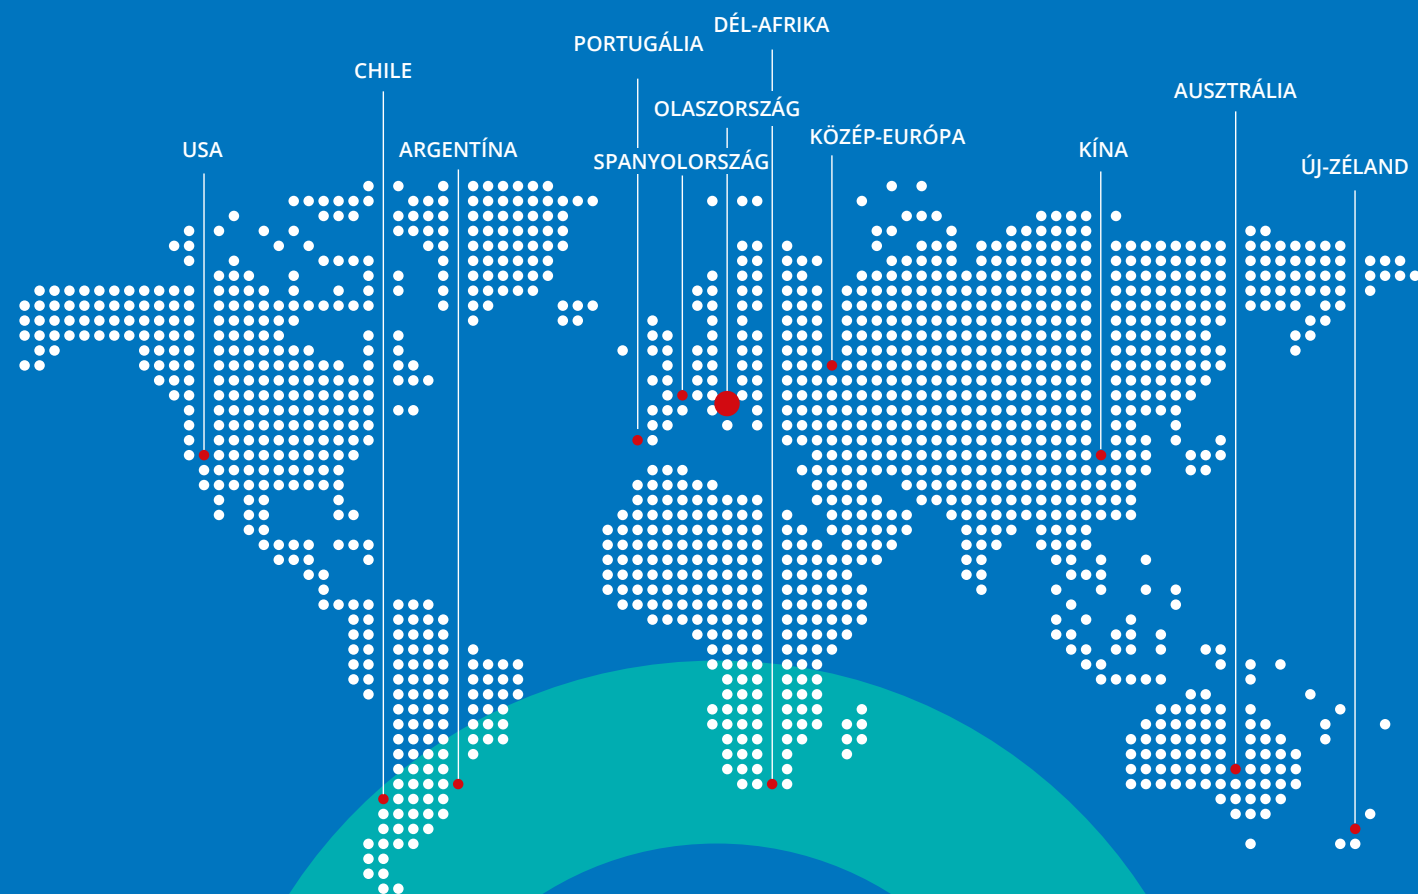 DÉL-AFRIKA
PORTUGÁLIA
CHILE
AUSZTRÁLIA
OLASZORSZÁG
KÖZÉP-EURÓPA
USA
ARGENTÍNA
KÍNA
SPANYOLORSZÁG
ÚJ-ZÉLAND